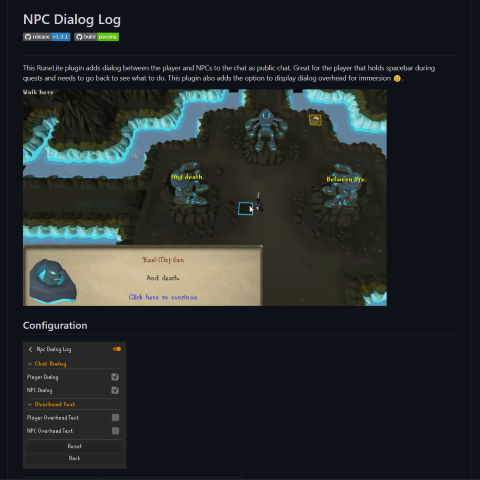 NPC Dialog Log
release v1.3.1 build passing
This RuneLite plugin adds dialog between the player and NPCs to the chat as public chat. Great for the player that holds spacebar during
quests and needs to go back to see what to do. This plugin also adds the option to display dialog overhead for immersion 😊.
Walk here
And death.
Between life
And death.
Click here to continue
Configuration
Npc Dialog Log
Chat Dialog
Player Dialog
NPC Dialog
Overhead Text
Player Overhead Text
NPC Overhead Text
Reset
Back